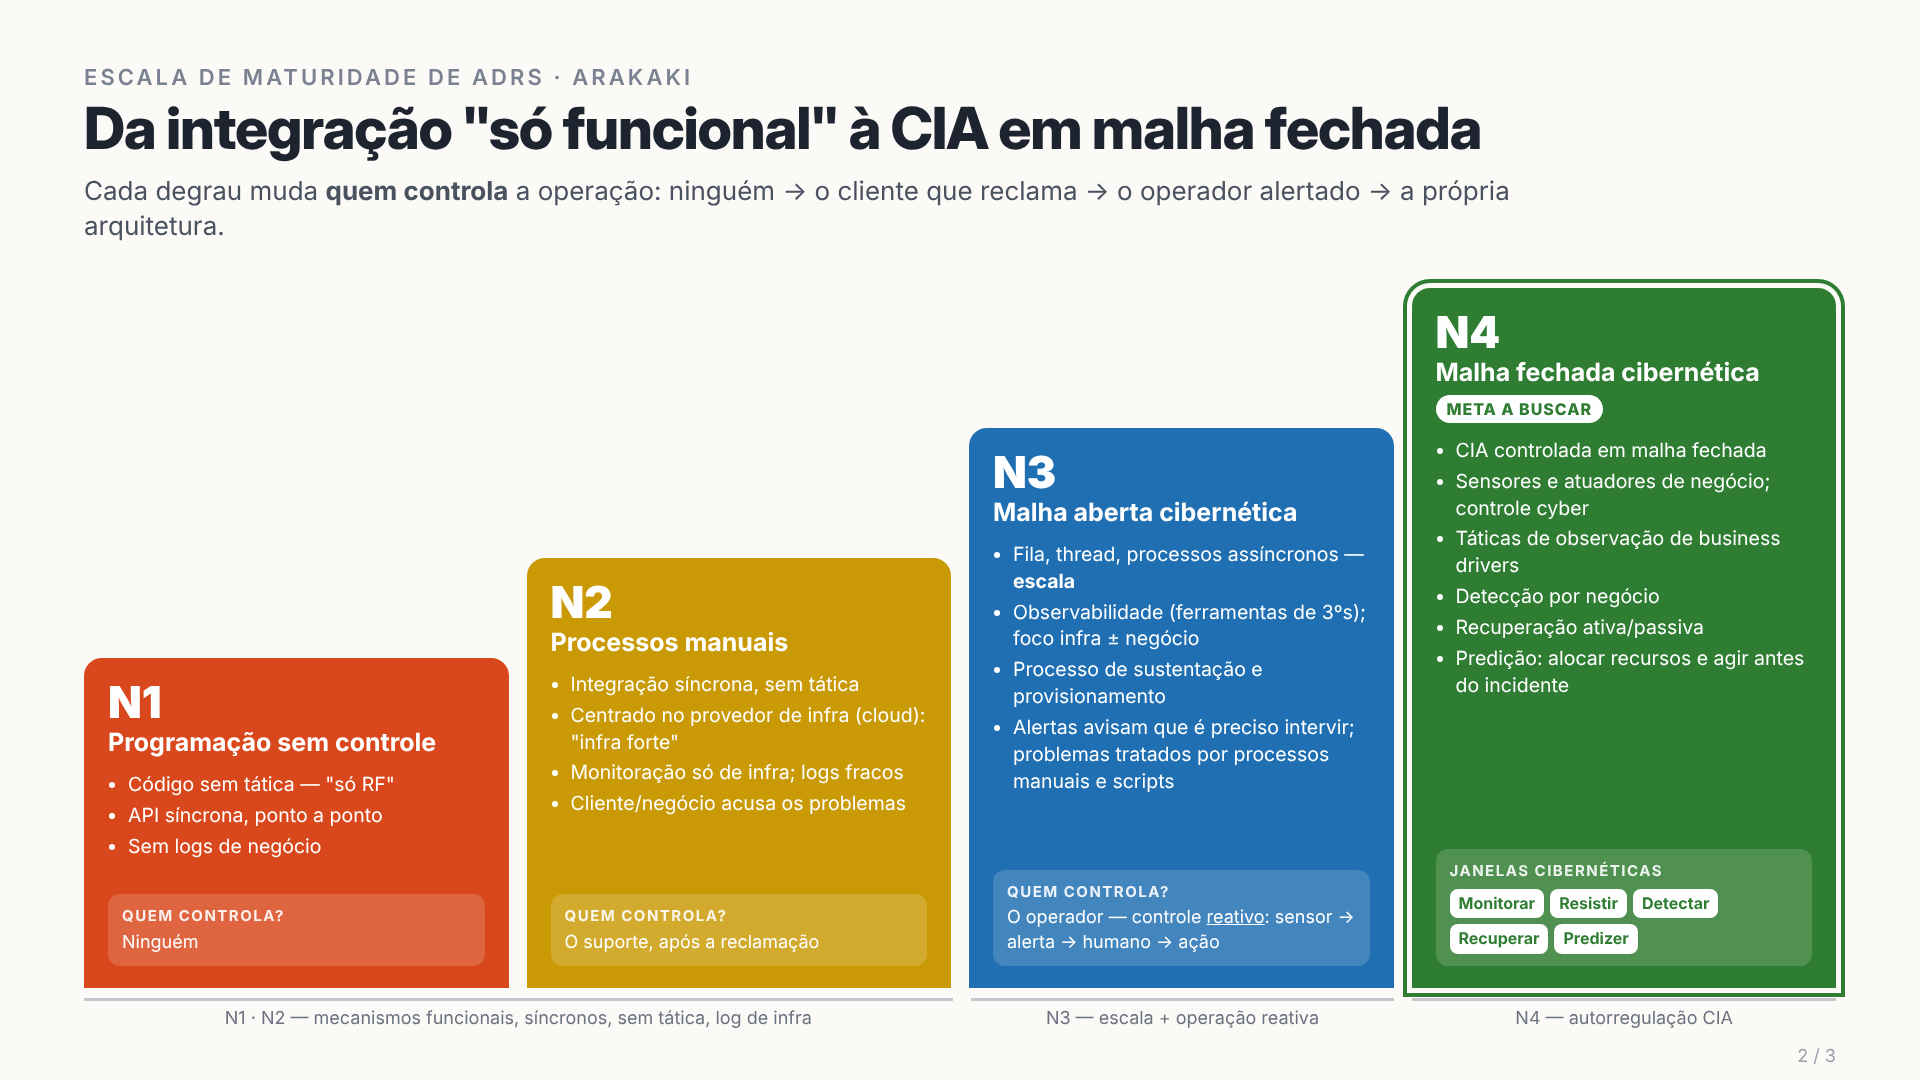 ESCALA DE MATURIDADE DE ADRS · ARAKAKI
Da integração "só funcional" à CIA em malha fechada
Cada degrau muda quem controla a operação: ninguém → o cliente que reclama → o operador alertado → a própria
arquitetura.
N1
Programação sem controle
• Código sem tática — "só RF"
• API síncrona, ponto a ponto
• Sem logs de negócio
QUEM CONTROLA?
Ninguém
N2
Processos manuais
• Integração síncrona, sem tática
• Centrado no provedor de infra (cloud):
"infra forte"
• Monitoração só de infra; logs fracos
• Cliente/negócio acusa os problemas
QUEM CONTROLA?
O suporte, após a reclamação
N3
Malha aberta cibernética
• Fila, thread, processos assíncronos —
escala
• Observabilidade (ferramentas de 3ºs);
foco infra ± negócio
• Processo de sustentação e
provisionamento
• Alertas avisam que é preciso intervir;
problemas tratados por processos
manuais e scripts
QUEM CONTROLA?
O operador — controle reativo: sensor →
alerta → humano → ação
N4
Malha fechada cibernética
META A BUSCAR
• CIA controlada em malha fechada
• Sensores e atuadores de negócio;
controle cyber
• Táticas de observação de business
drivers
• Detecção por negócio
• Recuperação ativa/passiva
• Predição: alocar recursos e agir antes
do incidente
JANELAS CIBERNÉTICAS
Monitorar Resistir Detectar
Recuperar Predizer
N1 · N2 — mecanismos funcionais, síncronos, sem tática, log de infra
N3 — escala + operação reativa
N4 — autorregulação CIA
2 / 3